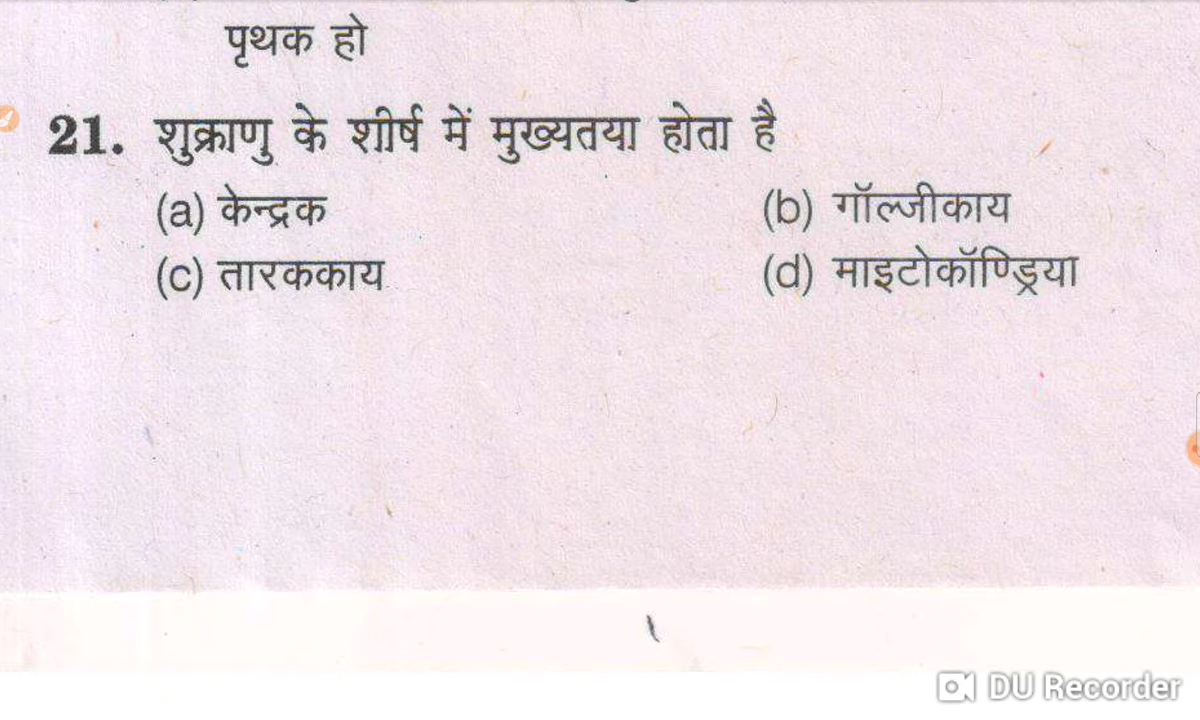 पृथक हो
21. शुक्राणु के शीर्ष में मुख्यतया होता है
(a) केन्द्रक (b) गॉल्जीकाय
(c) तारककाय (d) माइटोकॉण्ड्रिया
DU Recorder